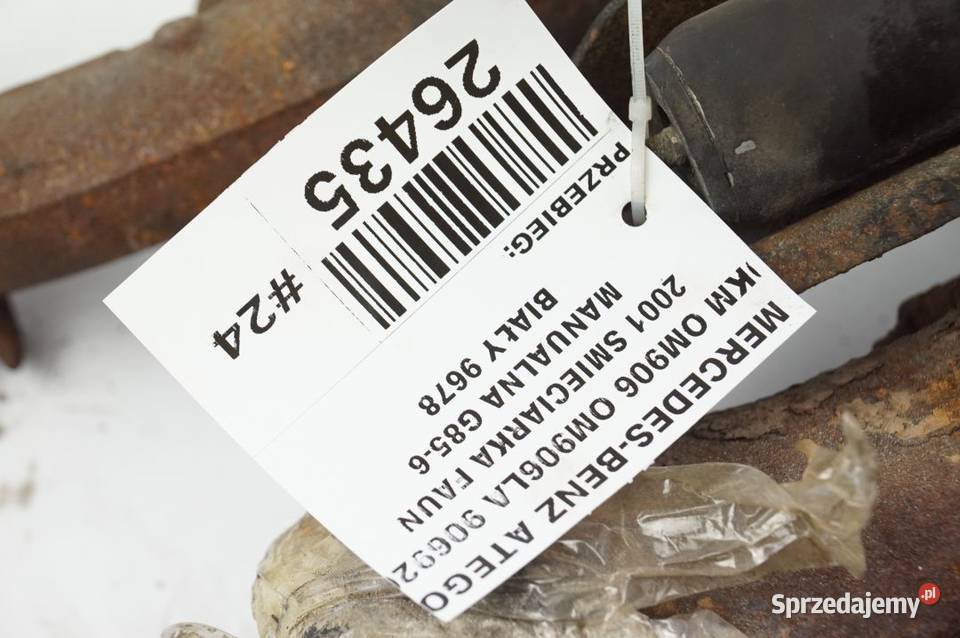 MERCEDES-BENZ ATEGO
KM OM906 OM906LA 90692
2001 SMIECIARKA FAUN
MANUALNA G85-6
BIAŁY 9678
PRZEBIEG:
26435
#24
Sprzedajemy.pl